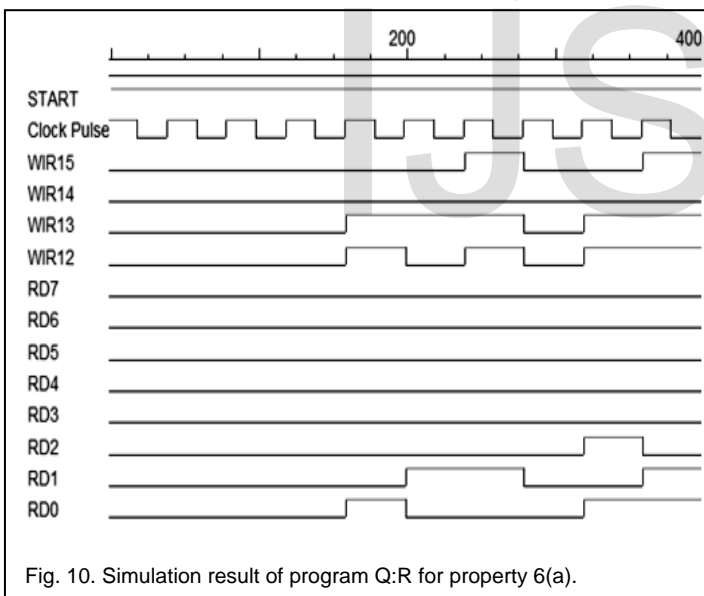 IJS
200 400
START
Clock Pulse
WIR15
WIR14
WIR13
WIR12
RD7
RD6
RD5
RD4
RD3
RD2
RD1
RD0
Fig. 10. Simulation result of program Q:R for property 6(a).